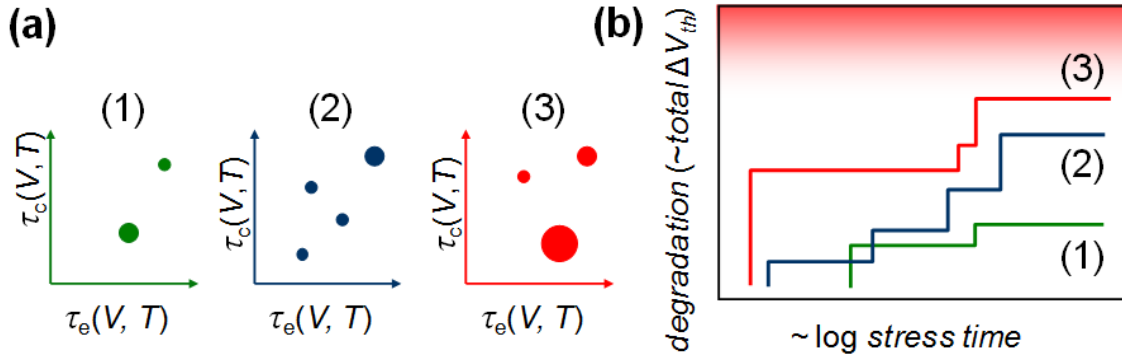 (a)
(1)
(2)
(3)
τc(V, T)
τe(V, T)
τc(V, T)
τe(V, T)
τc(V, T)
τe(V, T)
(b)
degradation (~total ΔVth)
(3)
(2)
(1)
~ log stress time